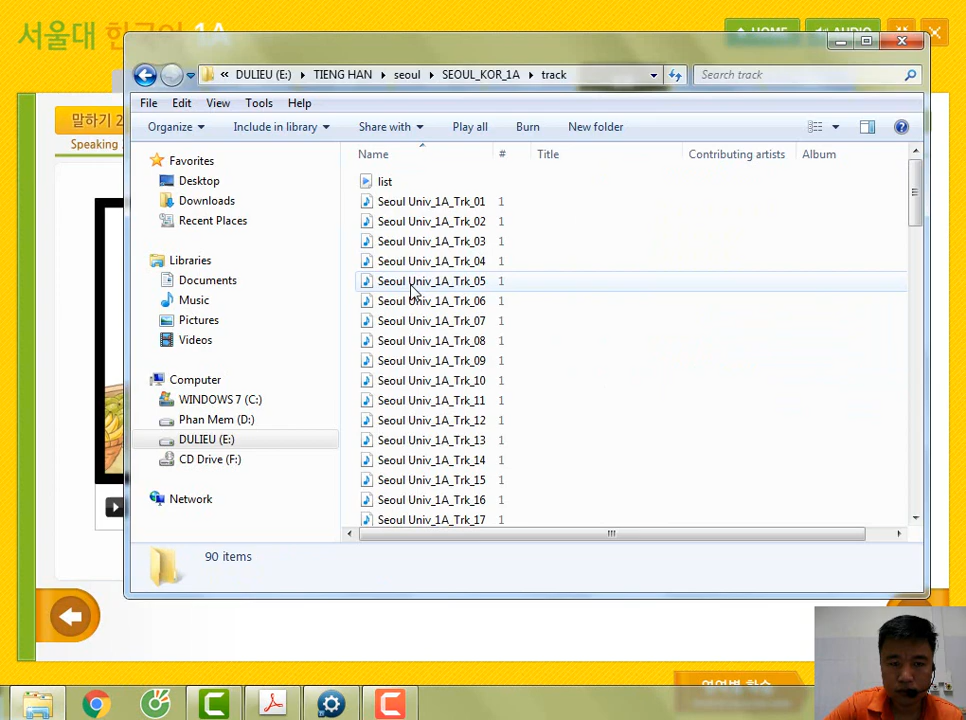 서울대 한국어 1A
HOME AUDIO
« DULIEU (E:) TIENG HAN seoul SEOUL_KOR_1A track
Search track
File Edit View Tools Help
Organize Include in library Share with Play all Burn New folder
말하기 2
Speaking
Name # Title Contributing artists Album
Favorites
Desktop
Downloads
Recent Places
Libraries
Documents
Music
Pictures
Videos
Computer
WINDOWS 7 (C:)
Phan Mem (D:)
DULIEU (E:)
CD Drive (F:)
Network
list
Seoul Univ_1A_Trk_01 1
Seoul Univ_1A_Trk_02 1
Seoul Univ_1A_Trk_03 1
Seoul Univ_1A_Trk_04 1
Seoul Univ_1A_Trk_05 1
Seoul Univ_1A_Trk_06 1
Seoul Univ_1A_Trk_07 1
Seoul Univ_1A_Trk_08 1
Seoul Univ_1A_Trk_09 1
Seoul Univ_1A_Trk_10 1
Seoul Univ_1A_Trk_11 1
Seoul Univ_1A_Trk_12 1
Seoul Univ_1A_Trk_13 1
Seoul Univ_1A_Trk_14 1
Seoul Univ_1A_Trk_15 1
Seoul Univ_1A_Trk_16 1
Seoul Univ_1A_Trk_17 1
90 items